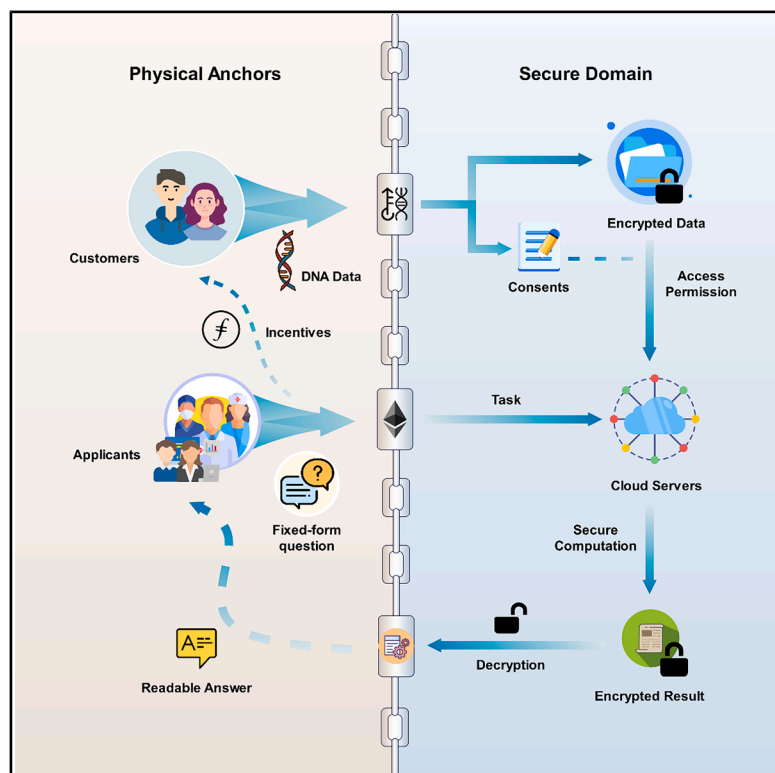 Physical Anchors
Secure Domain
Encrypted Data
Customers
DNA Data
Consents
Access
Permission
Incentives
Task
Applicants
Cloud Servers
Fixed-form
question
Secure
Computation
Decryption
Readable Answer
Encrypted Result